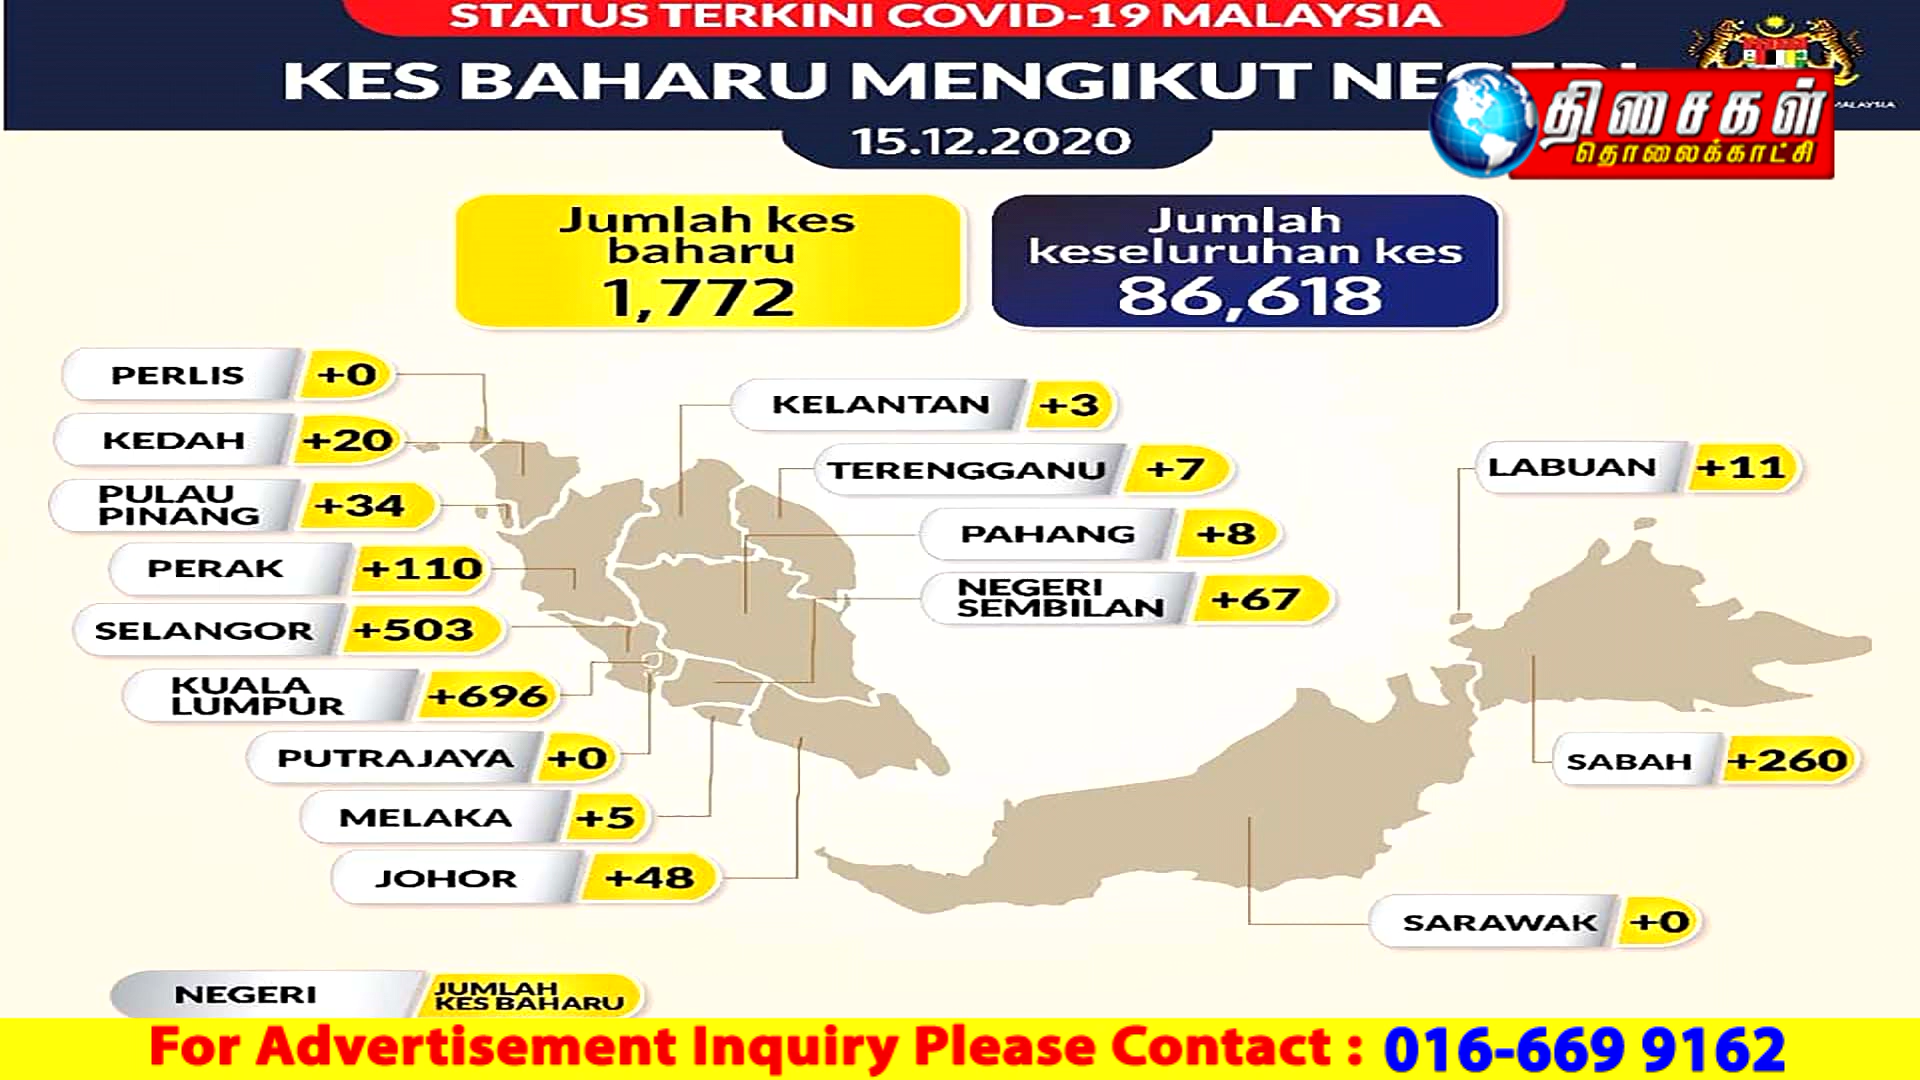 STATUS TERKINI COVID-19 MALAYSIA
KES BAHARU MENGIKUT NEGERI
MALAYSIA
15.12.2020
திசைகள்
தொலைக்காட்சி
Jumlah kes
baharu
1,772
Jumlah
keseluruhan kes
86,618
PERLIS +0
KEDAH +20
PULAU
PINANG +34
PERAK +110
SELANGOR +503
KUALA
LUMPUR +696
PUTRAJAYA +0
MELAKA +5
JOHOR +48
KELANTAN +3
TERENGGANU +7
PAHANG +8
NEGERI
SEMBILAN +67
LABUAN +11
SABAH +260
SARAWAK +0
NEGERI
JUMLAH
KES BAHARU
For Advertisement Inquiry Please Contact : 016-669 9162